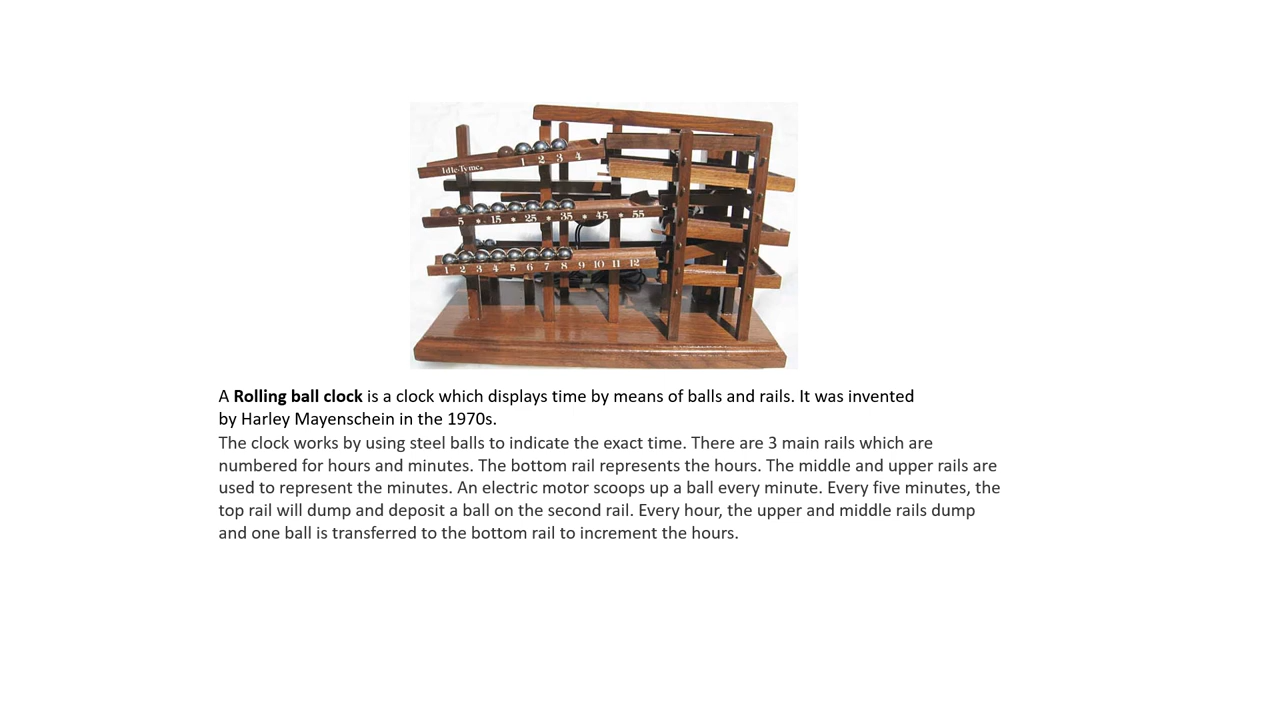 Idle-Tyme®
1 2 3 4
5 * 15 * 25 * 35 * 45 * 55
1 2 3 4 5 6 7 8 9 10 11 12
A Rolling ball clock is a clock which displays time by means of balls and rails. It was invented
by Harley Mayenschein in the 1970s.
The clock works by using steel balls to indicate the exact time. There are 3 main rails which are
numbered for hours and minutes. The bottom rail represents the hours. The middle and upper rails are
used to represent the minutes. An electric motor scoops up a ball every minute. Every five minutes, the
top rail will dump and deposit a ball on the second rail. Every hour, the upper and middle rails dump
and one ball is transferred to the bottom rail to increment the hours.